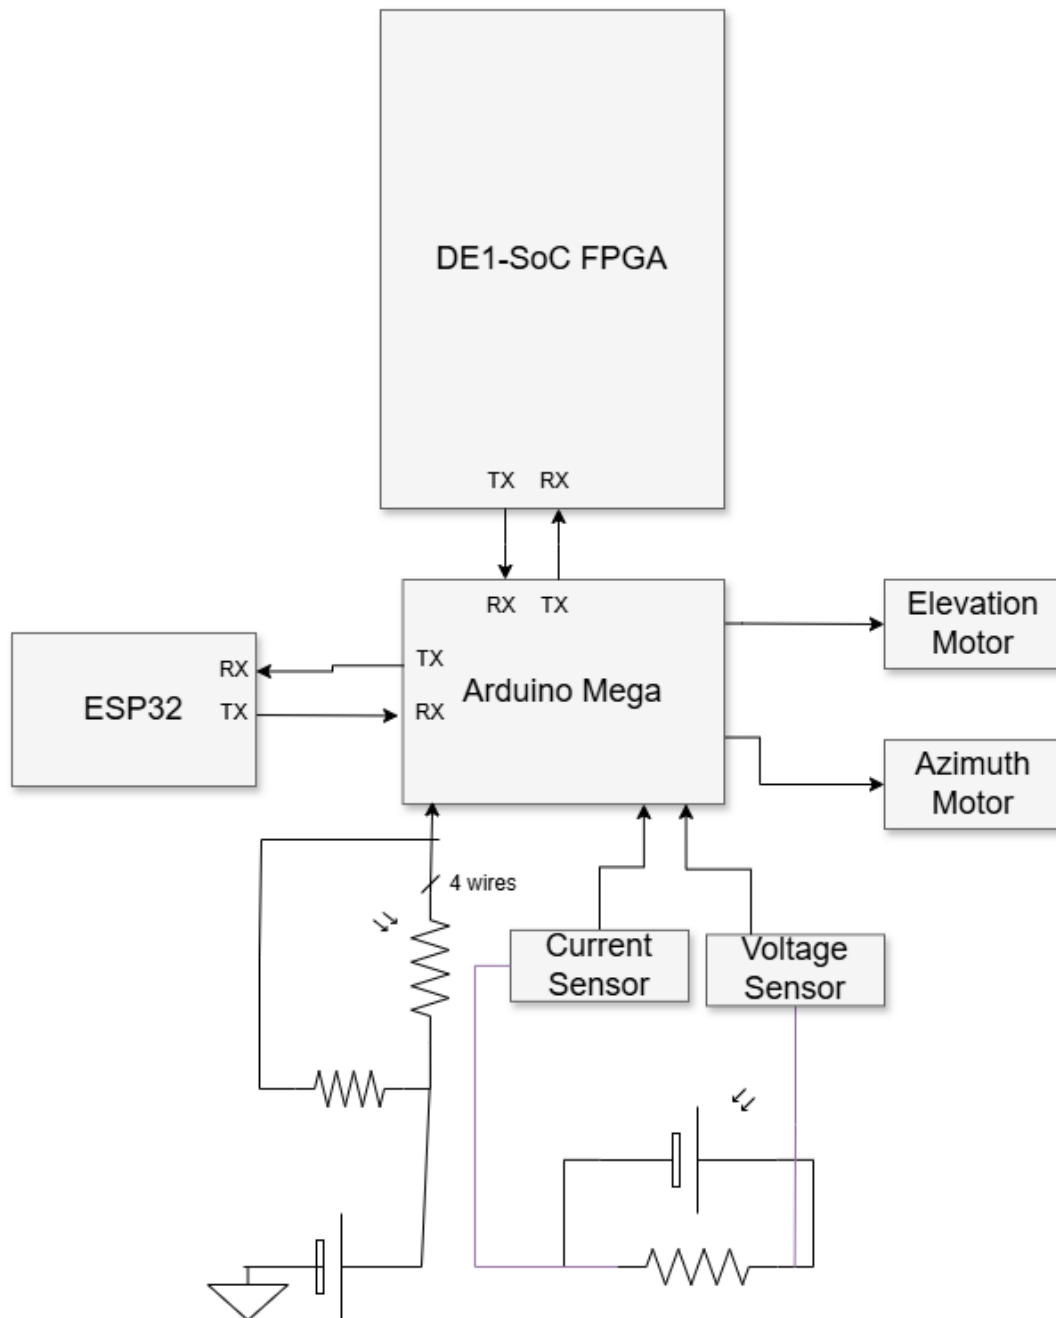 DE1-SoC FPGA
TX RX
RX TX
TX
RX
Arduino Mega
RX
TX
ESP32
Elevation
Motor
Azimuth
Motor
4 wires
Current
Sensor
Voltage
Sensor